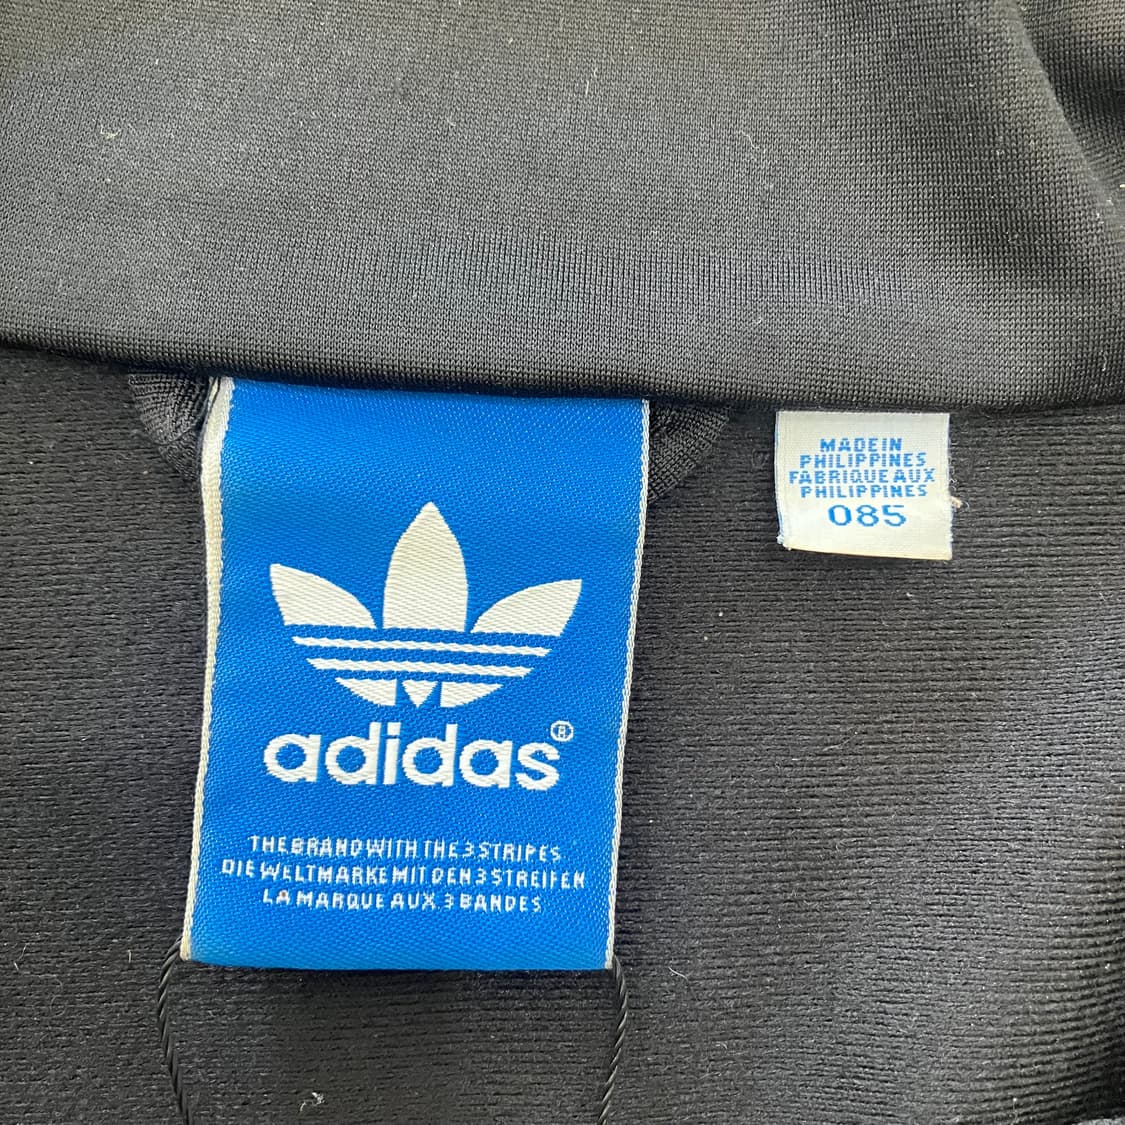 adidas®
THE BRAND WITH THE 3 STRIPES
DIE WELTMARKE MIT DEN 3 STREIFEN
LA MARQUE AUX 3 BANDES
MADE IN
PHILIPPINES
FABRIQUE AUX
PHILIPPINES
085